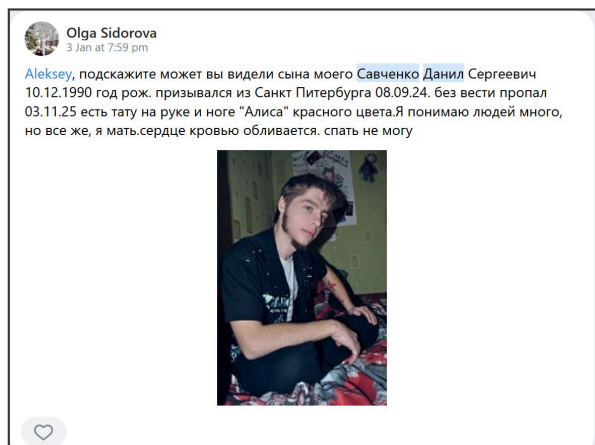 Olga Sidorova
3 Jan at 7:59 pm
Aleksey, подскажите может вы видели сына моего Савченко Данил Сергеевич
10.12.1990 год рож. призывался из Санкт Питербурга 08.09.24. без вести пропал
03.11.25 есть тату на руке и ноге "Алиса" красного цвета.Я понимаю людей много,
но все же, я мать.сердце кровью обливается. спать не могу